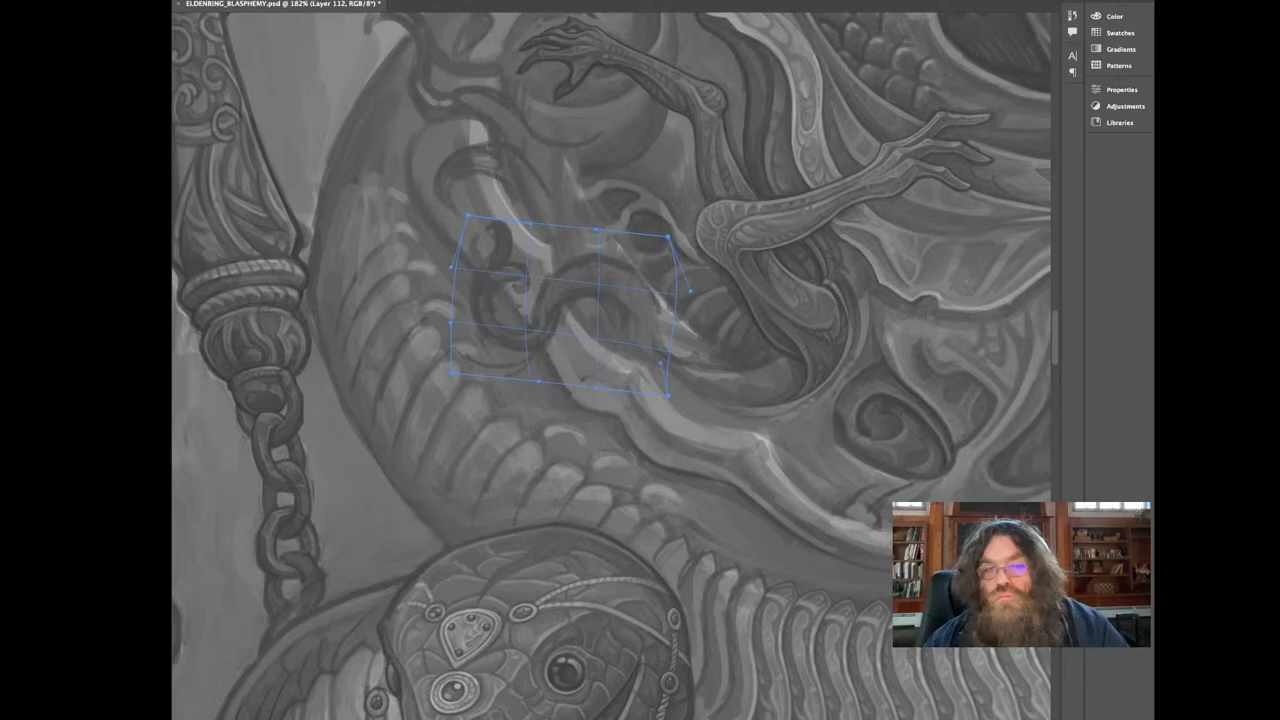 × ELDENRING_BLASPHEMY.psd @ 182% (Layer 112, RGB/8*) *
Color
Swatches
Gradients
Patterns
Properties
Adjustments
Libraries